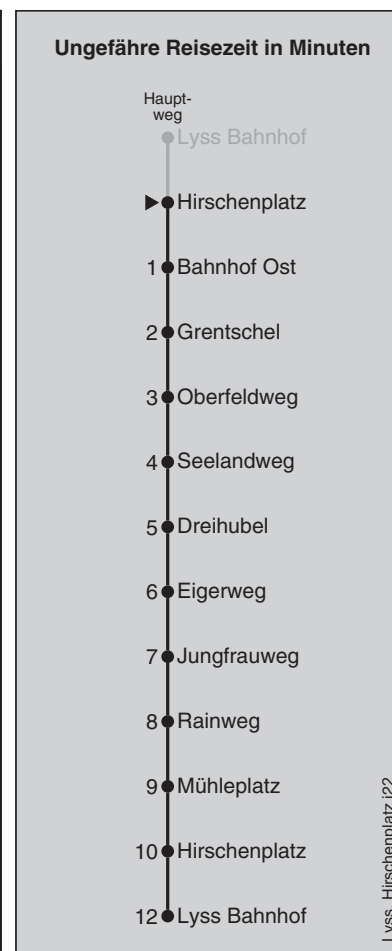 Ungefähre Reisezeit in Minuten
Haupt-
weg
Lyss Bahnhof
Hirschenplatz
1 Bahnhof Ost
2 Grentschel
3 Oberfeldweg
4 Seelandweg
5 Dreihubel
6 Eigerweg
7 Jungfrauweg
8 Rainweg
9 Mühleplatz
10 Hirschenplatz
12 Lyss Bahnhof
Lyss, Hirschenplatz j22